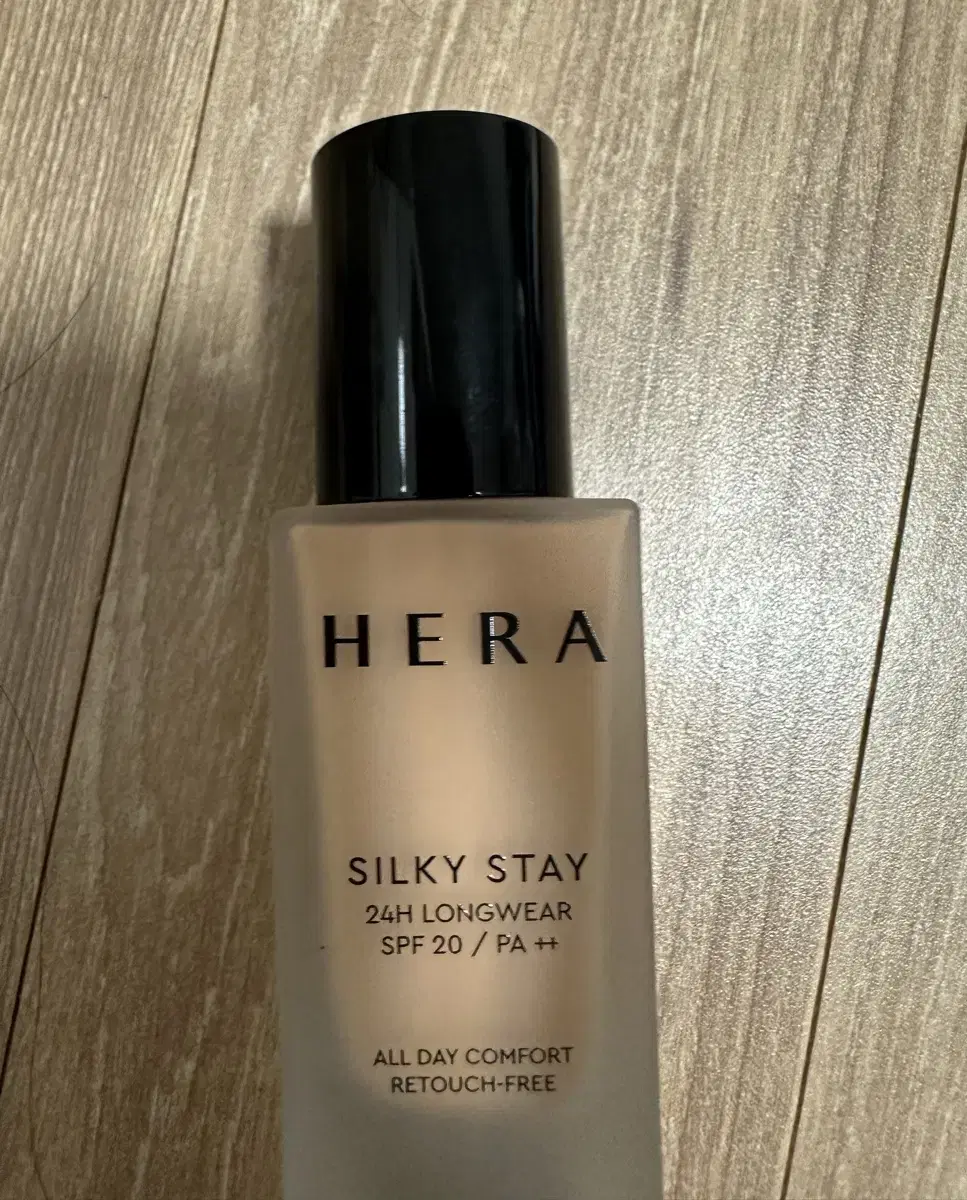 HERA
SILKY STAY
24H LONGWEAR
SPF 20 / PA ++
ALL DAY COMFORT
RETOUCH-FREE